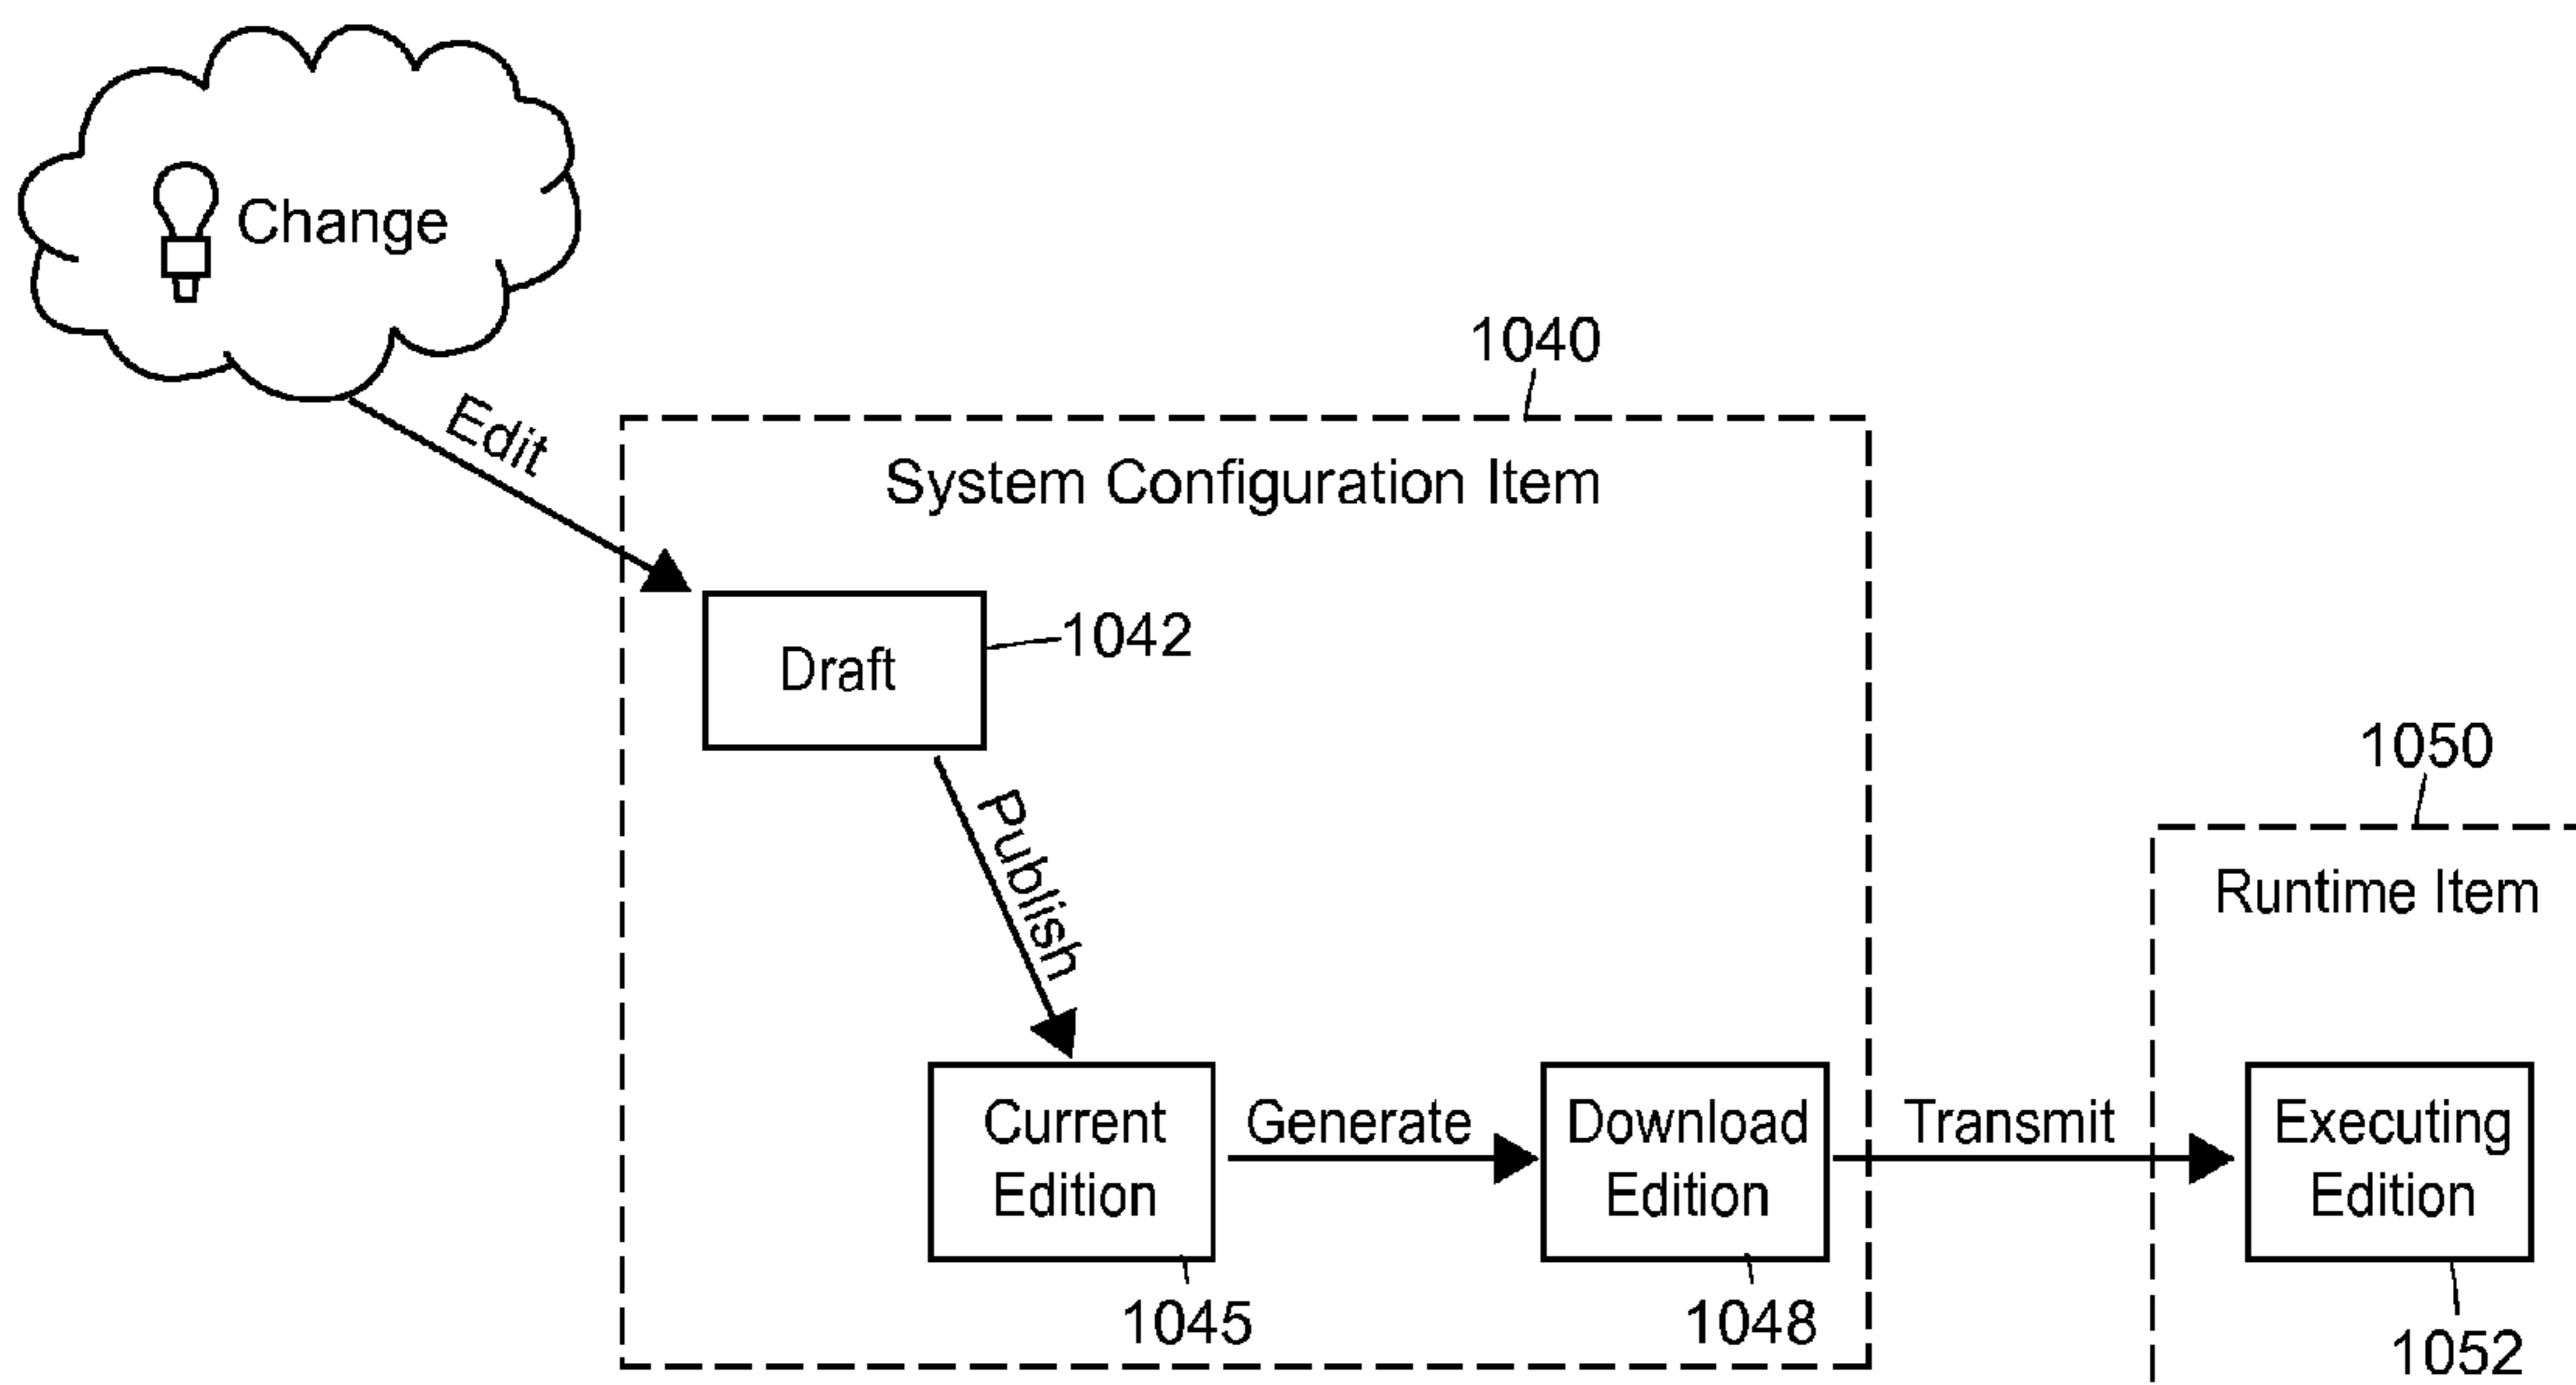 Change
Edit
1040
System Configuration Item
Draft
1042
Publish
1050
Runtime Item
Current
Edition
Generate
Download
Edition
Transmit
Executing
Edition
1045
1048
1052